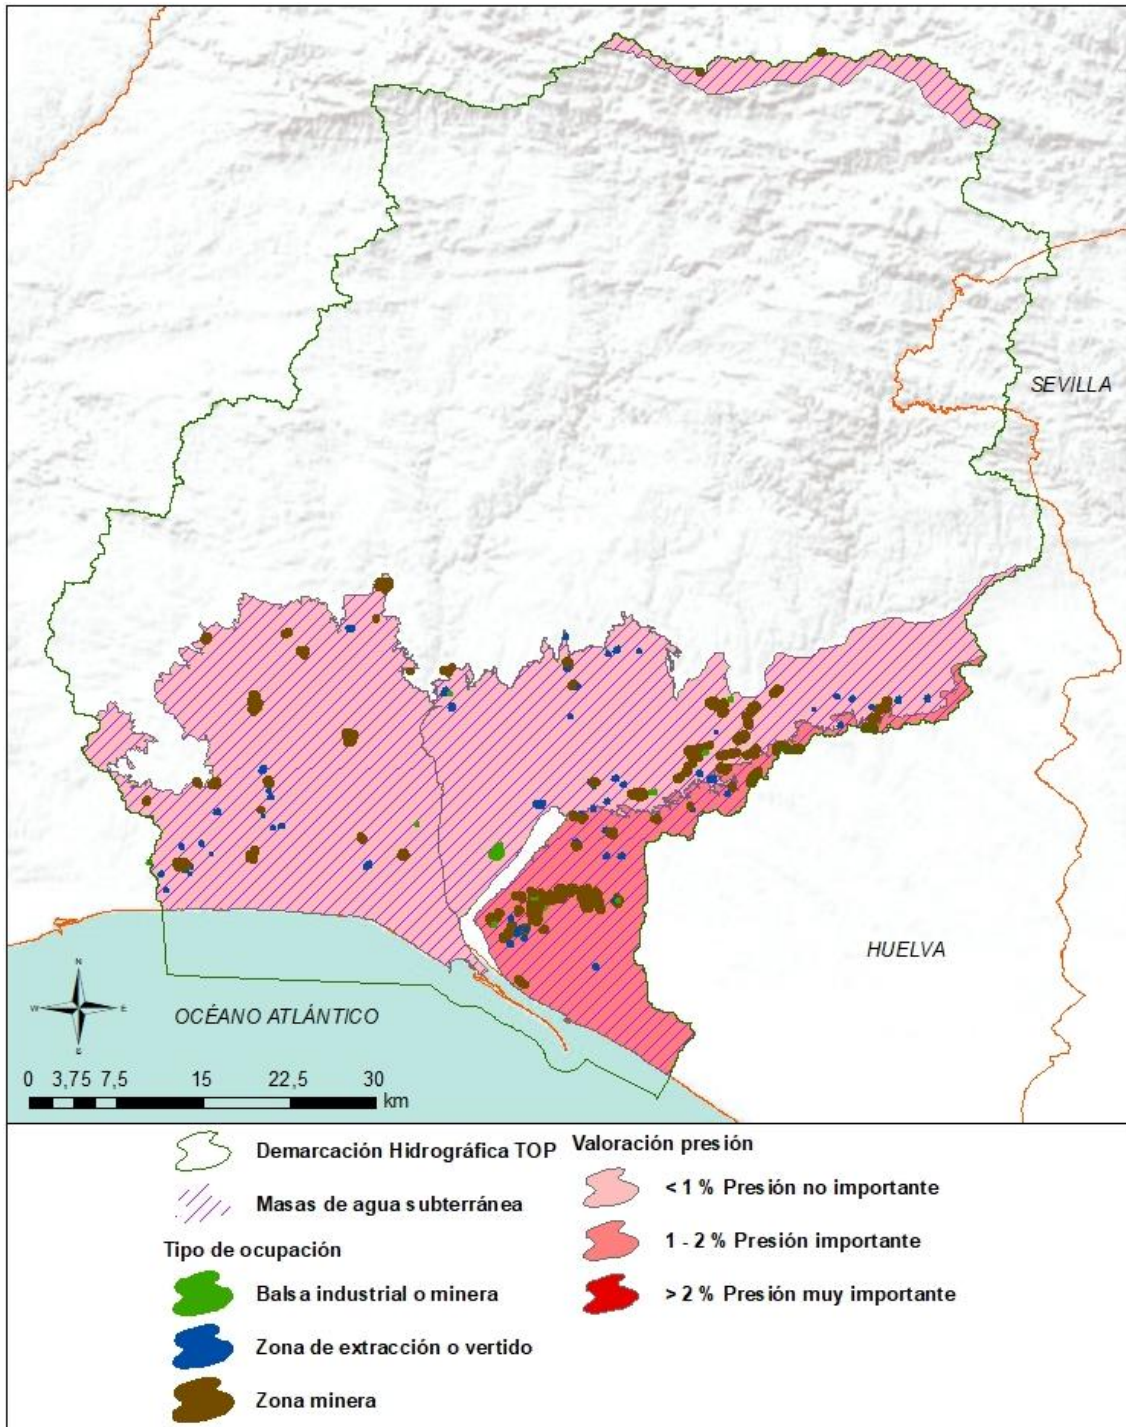 SEVILLA
HUELVA
OCÉANO ATLÁNTICO
N
W
E
S
0 3,75 7,5 15 22,5 30
km
Demarcación Hidrográfica TOP
Masas de agua subterránea
Tipo de ocupación
Balsa industrial o minera
Zona de extracción o vertido
Zona minera
Valoración presión
< 1 % Presión no importante
1 - 2 % Presión importante
> 2 % Presión muy importante